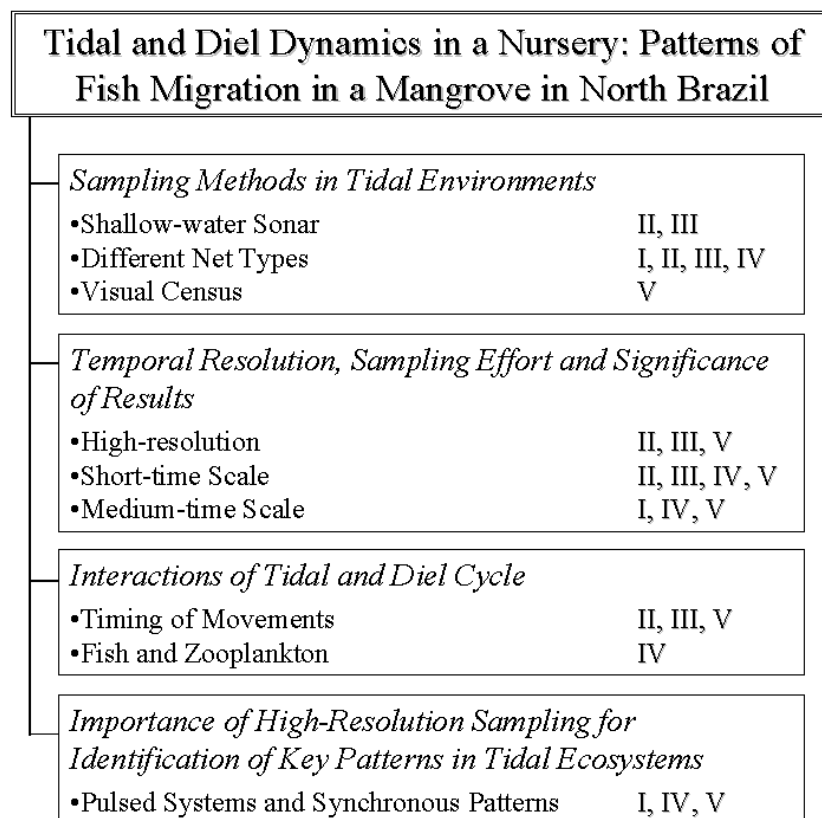 Tidal and Diel Dynamics in a Nursery: Patterns of
Fish Migration in a Mangrove in North Brazil
Sampling Methods in Tidal Environments
•Shallow-water Sonar II, III
•Different Net Types I, II, III, IV
•Visual Census V
Temporal Resolution, Sampling Effort and Significance
of Results
•High-resolution II, III, V
•Short-time Scale II, III, IV, V
•Medium-time Scale I, IV, V
Interactions of Tidal and Diel Cycle
•Timing of Movements II, III, V
•Fish and Zooplankton IV
Importance of High-Resolution Sampling for
Identification of Key Patterns in Tidal Ecosystems
•Pulsed Systems and Synchronous Patterns I, IV, V